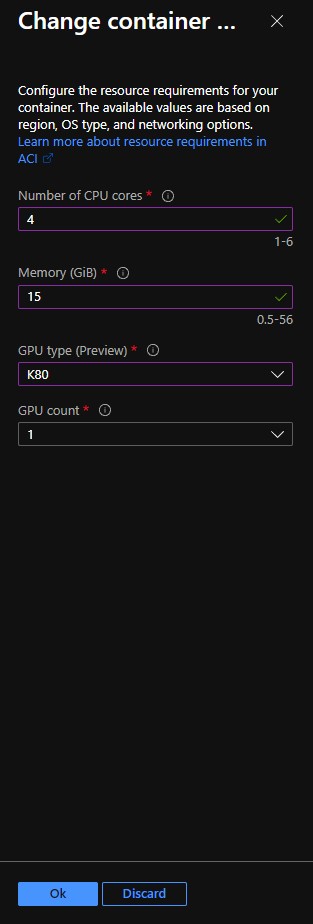 Change container ...
Configure the resource requirements for your
container. The available values are based on
region, OS type, and networking options.
Learn more about resource requirements in
ACI
Number of CPU cores *
4
1-6
Memory (GiB) *
15
0.5-56
GPU type (Preview) *
K80
GPU count *
1
Ok Discard